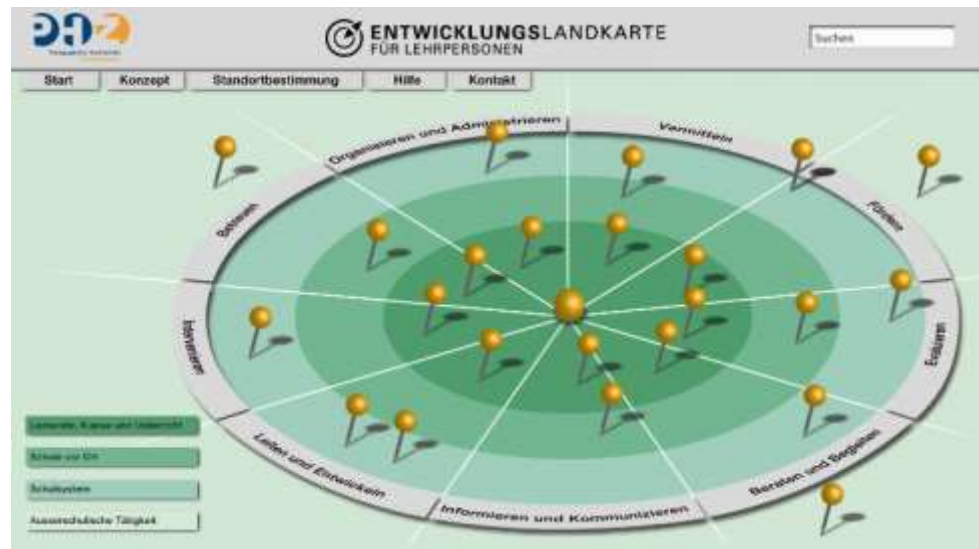 ENTWICKLUNGSLANDKARTE
FÜR LEHRPERSONEN
Suchen
Start
Konzept
Standortbestimmung
Hilfe
Kontakt
Organisieren und Administrieren
Vermitteln
Betreuen
Fördern
Intervenieren
Evaluieren
Leiten und Entwickeln
Beraten und Begleiten
Informieren und Kommunizieren
Lernende, Klasse und Unterricht
Schule vor Ort
Schulsystem
Ausserschulische Tätigkeit